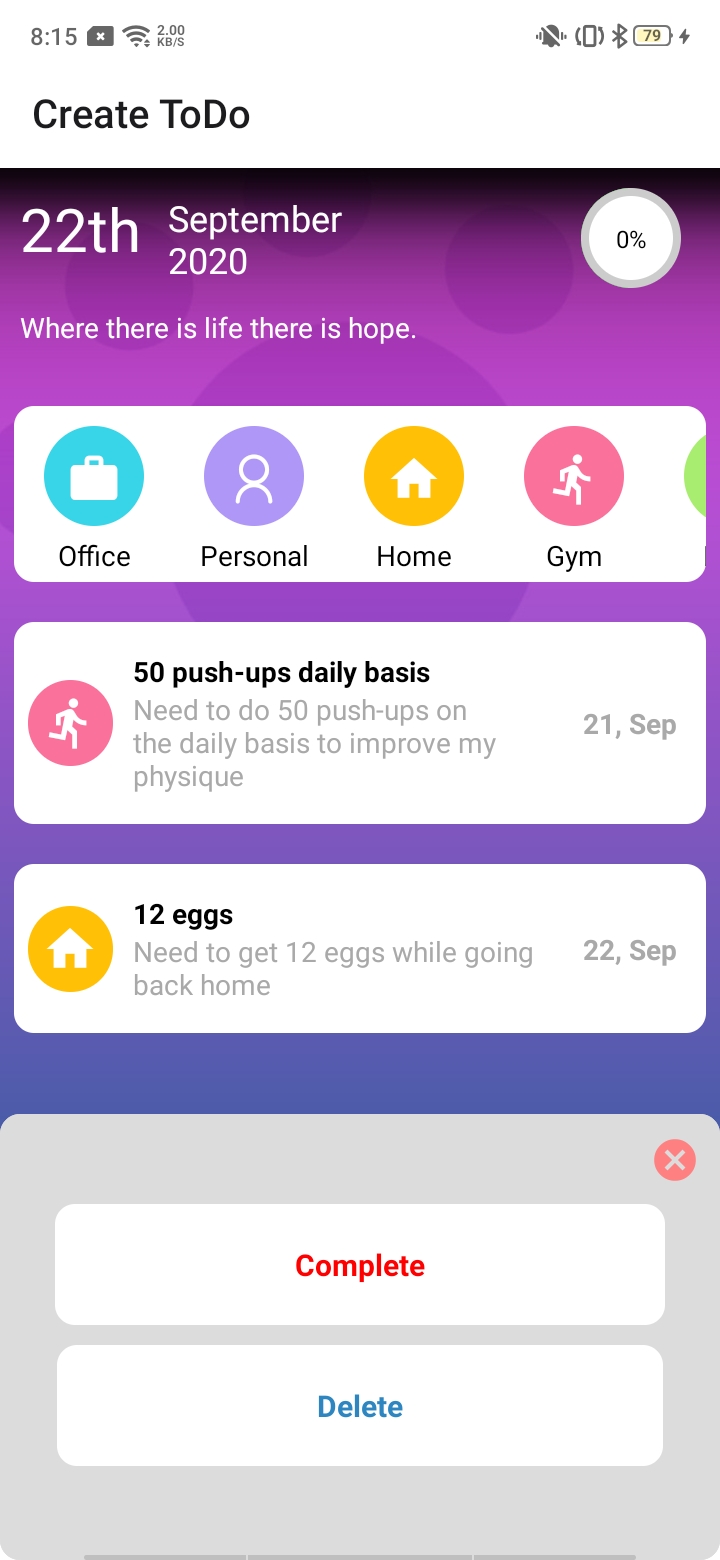 8:15 2.00 KB/S 79
Create ToDo
22th September 2020
0%
Where there is life there is hope.
Office Personal Home Gym
50 push-ups daily basis
Need to do 50 push-ups on
the daily basis to improve my
physique
21, Sep
12 eggs
Need to get 12 eggs while going
back home
22, Sep
Complete
Delete